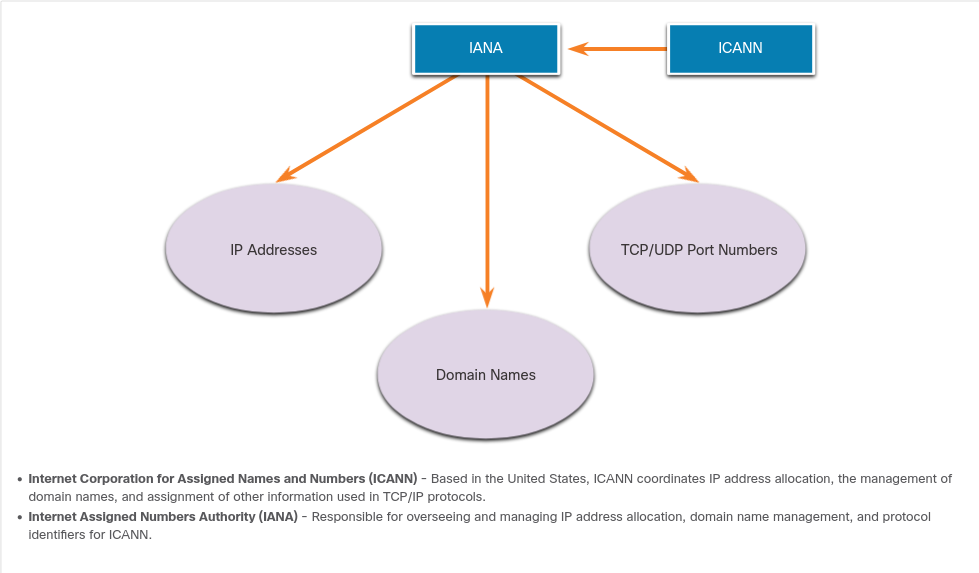 IANA
ICANN
IP Addresses
TCP/UDP Port Numbers
Domain Names
• Internet Corporation for Assigned Names and Numbers (ICANN) - Based in the United States, ICANN coordinates IP address allocation, the management of
domain names, and assignment of other information used in TCP/IP protocols.
• Internet Assigned Numbers Authority (IANA) - Responsible for overseeing and managing IP address allocation, domain name management, and protocol
identifiers for ICANN.